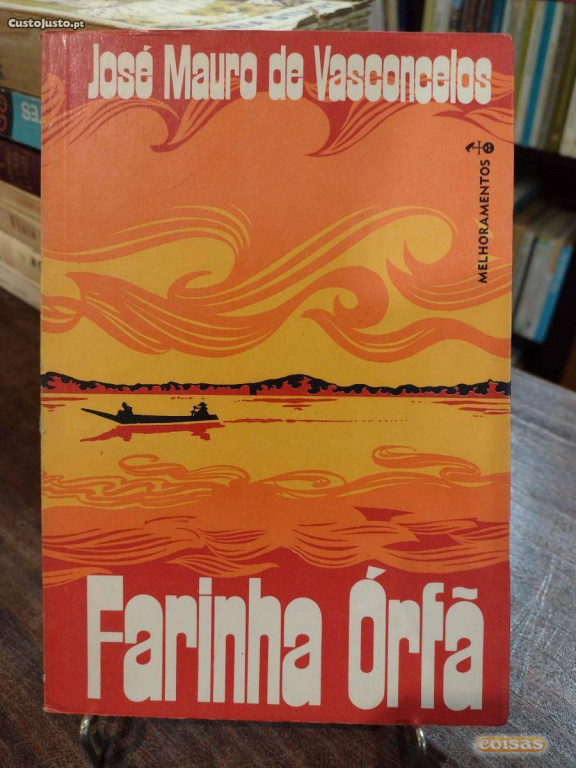 CustoJusto.pt
José Mauro de Vasconcelos
MELHORAMENTOS
Farinha Órfã
coisas